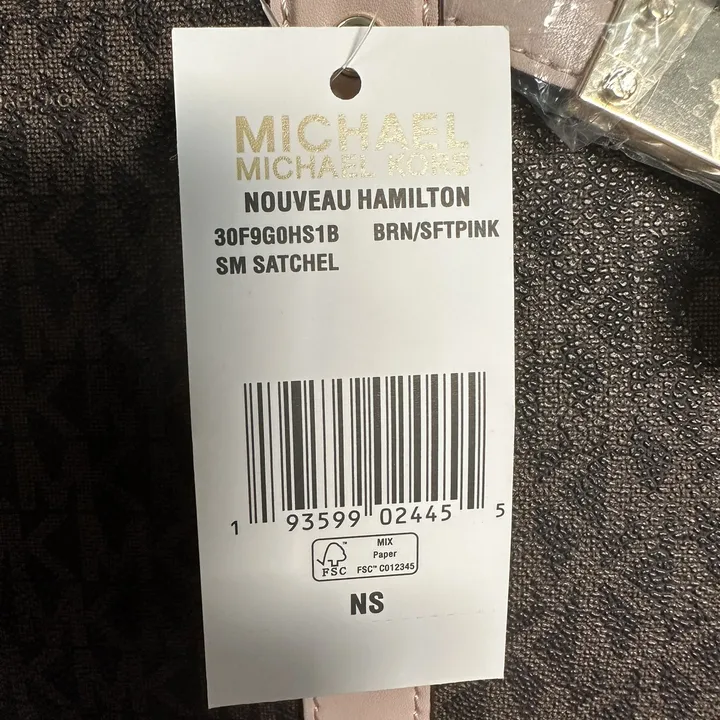 MICHAEL
MICHAEL KORS
NOUVEAU HAMILTON
30F9G0HS1B BRN/SFTPINK
SM SATCHEL
1 93599 02445 5
MIX
Paper
FSC™ C012345
™
FSC
NS